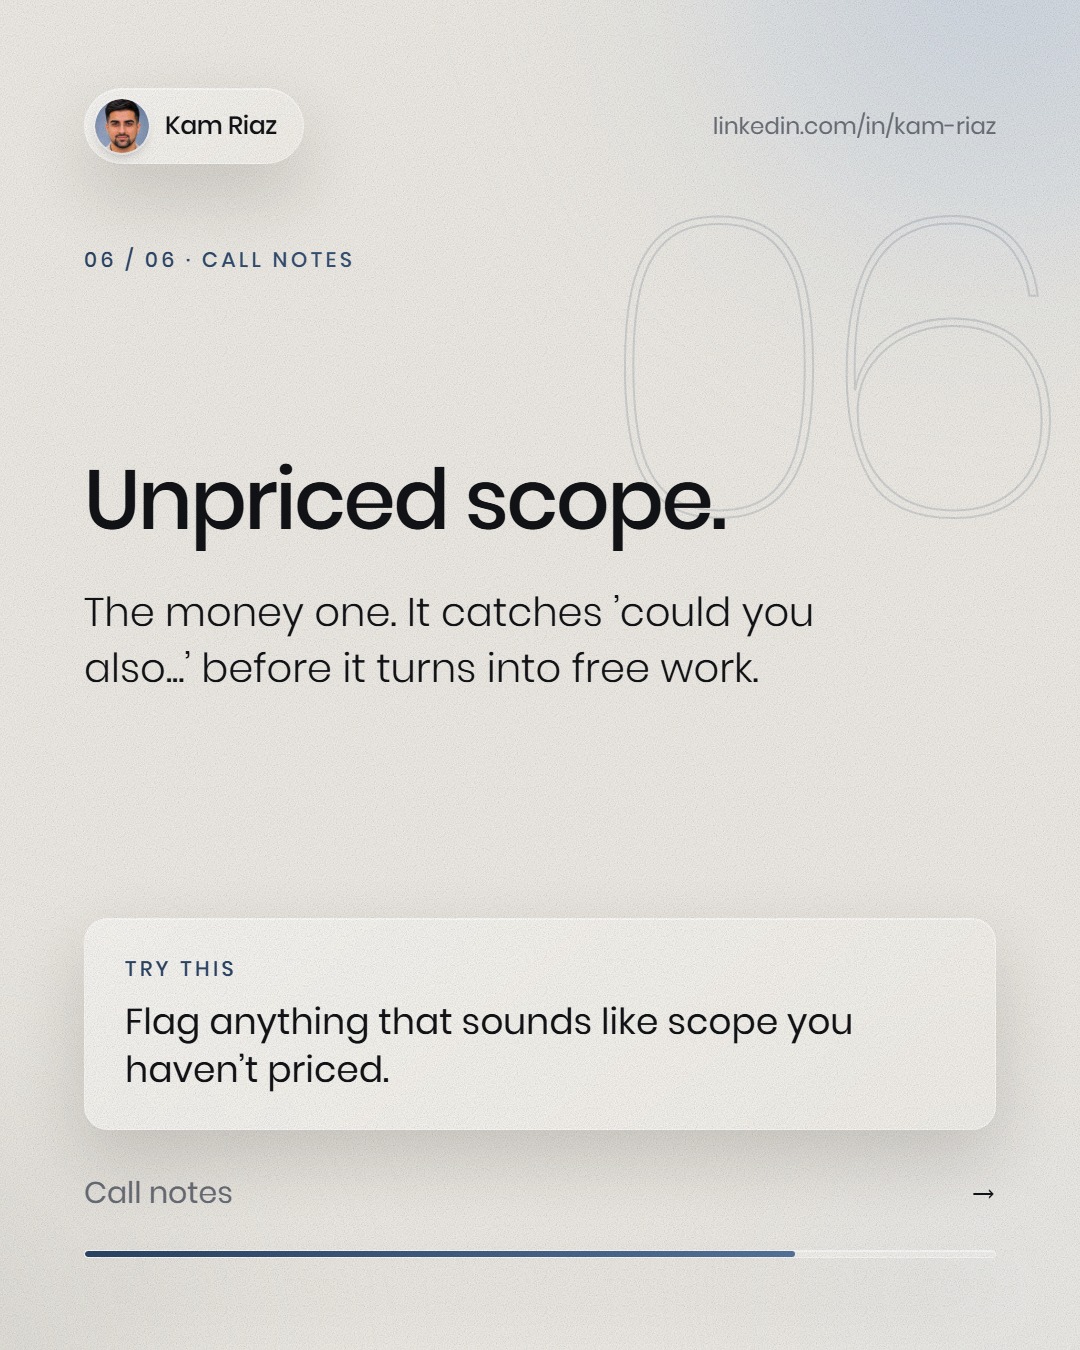 Kam Riaz
linkedin.com/in/kam-riaz
06 / 06 · CALL NOTES
06
Unpriced scope.
The money one. It catches ’could you
also...’ before it turns into free work.
TRY THIS
Flag anything that sounds like scope you
haven’t priced.
Call notes →